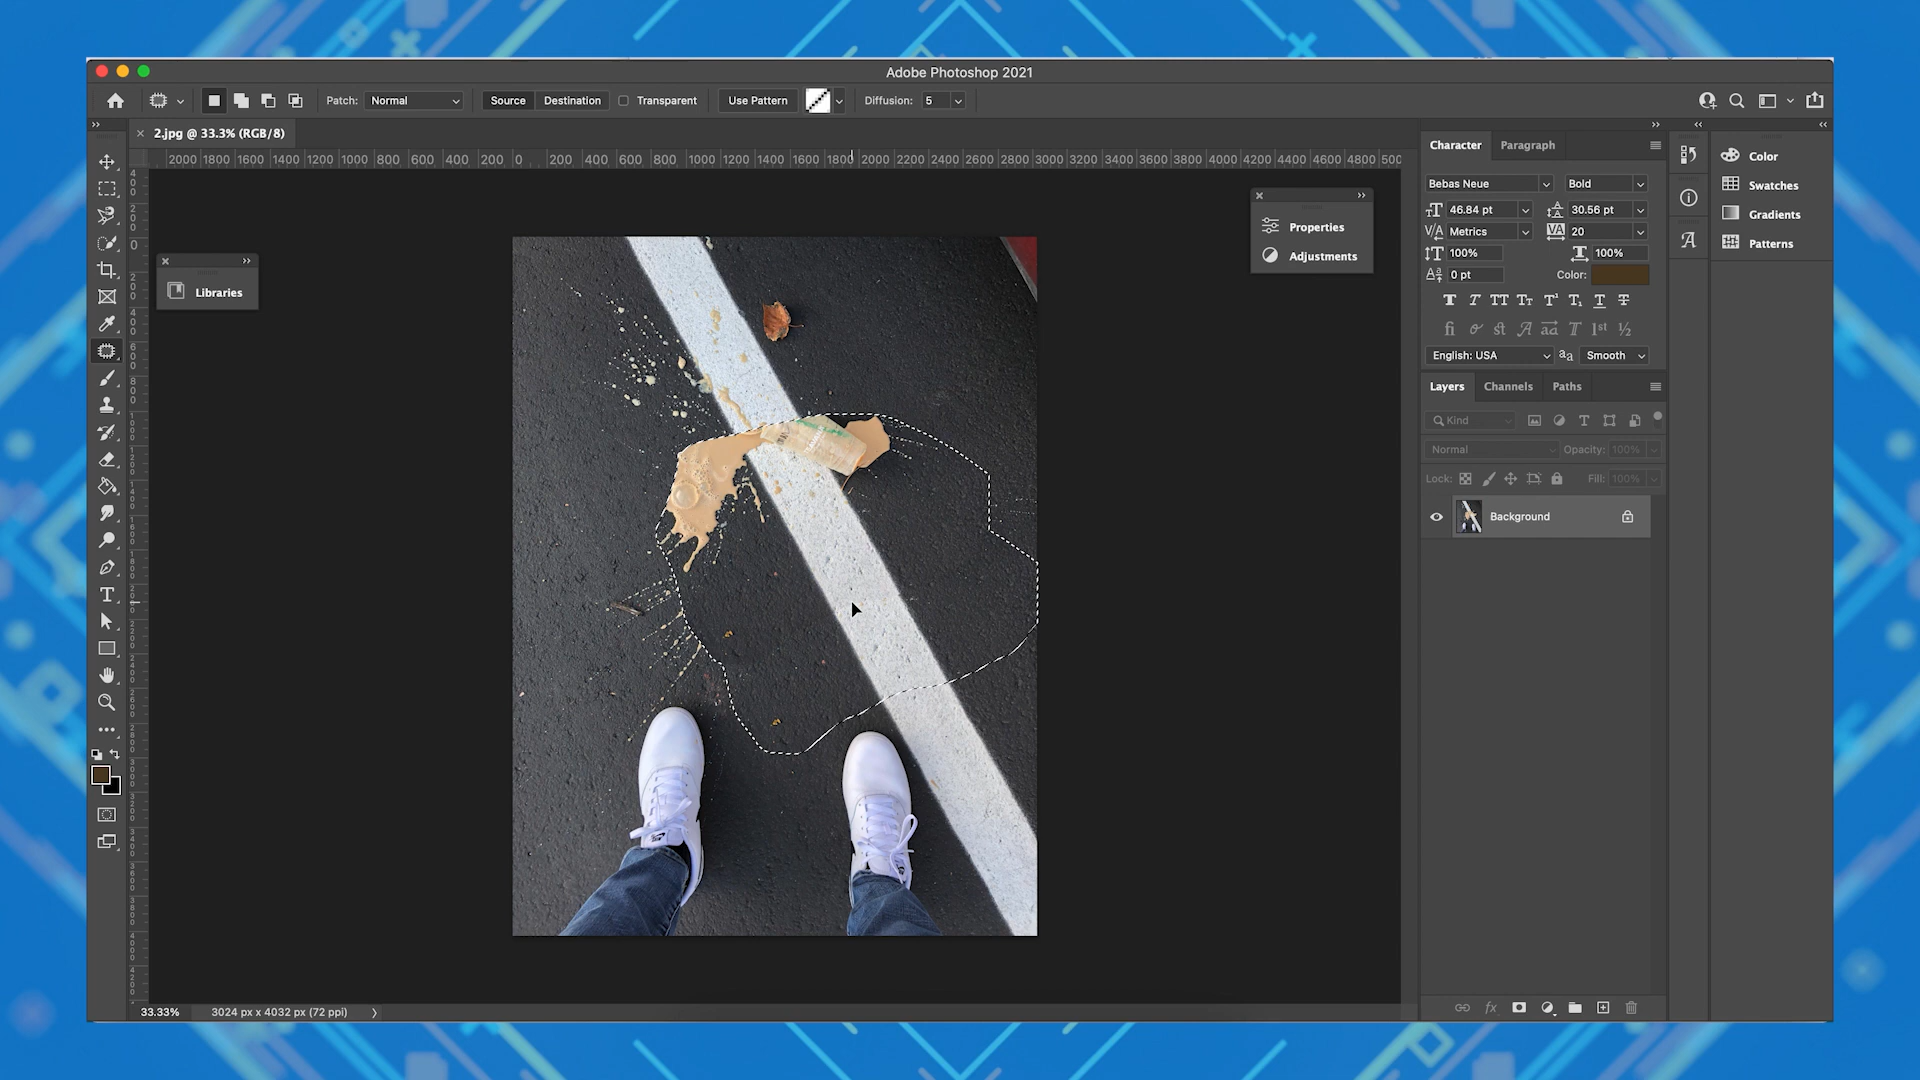 Adobe Photoshop 2021
Patch: Normal Source Destination Transparent Use Pattern Diffusion: 5
2.jpg @ 33.3% (RGB/8)
2000 1800 1600 1400 1200 1000 800 600 400 200 0 200 400 600 800 1000 1200 1400 1600 1800 2000 2200 2400 2600 2800 3000 3200 3400 3600 3800 4000 4200 4400 4600 4800 500
Libraries
Properties
Adjustments
Character Paragraph
Bebas Neue Bold
46.84 pt 30.56 pt
Metrics 20
100% 100%
0 pt Color:
English: USA Smooth
Layers Channels Paths
Kind
Normal Opacity: 100%
Lock: Fill: 100%
Background
Color
Swatches
Gradients
Patterns
33.33% 3024 px x 4032 px (72 ppi)